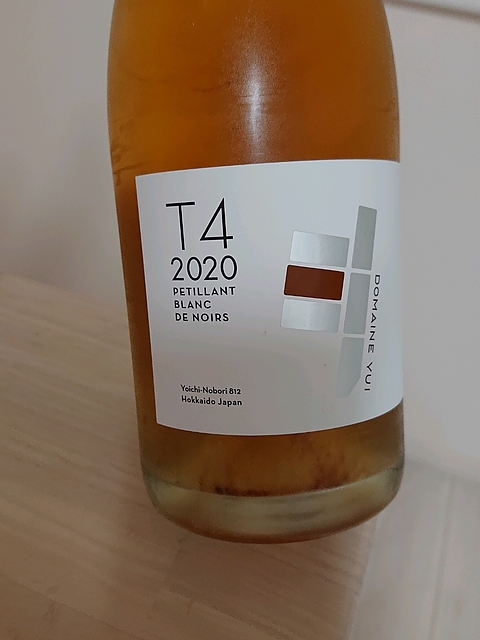 T4
2020
PETILLANT
BLANC
DE NOIRS
DOMAINE YUI
Yoichi-Nobori 812
Hokkaido Japan